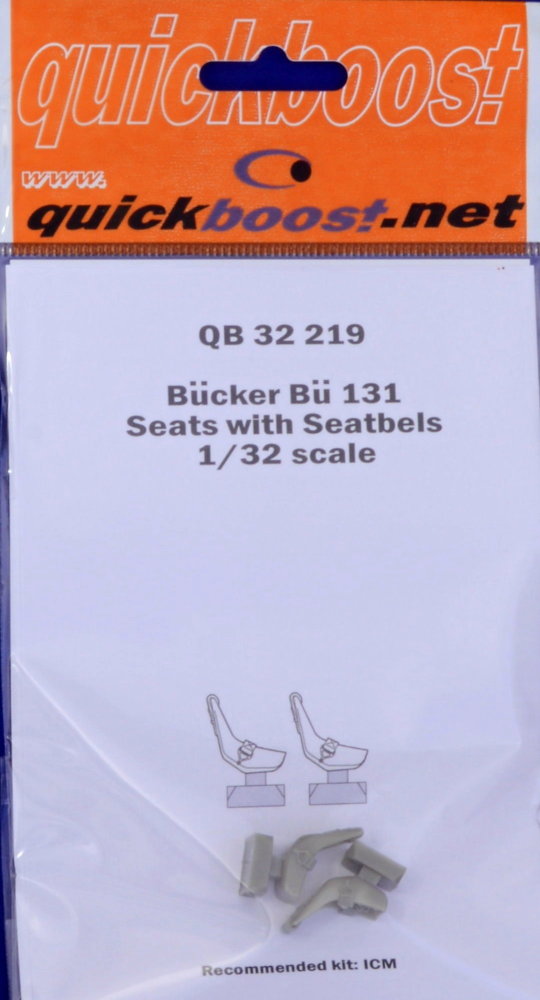 quickboost
www.
quickboost.net
QB 32 219
Bücker Bü 131
Seats with Seatbels
1/32 scale
Recommended kit: ICM